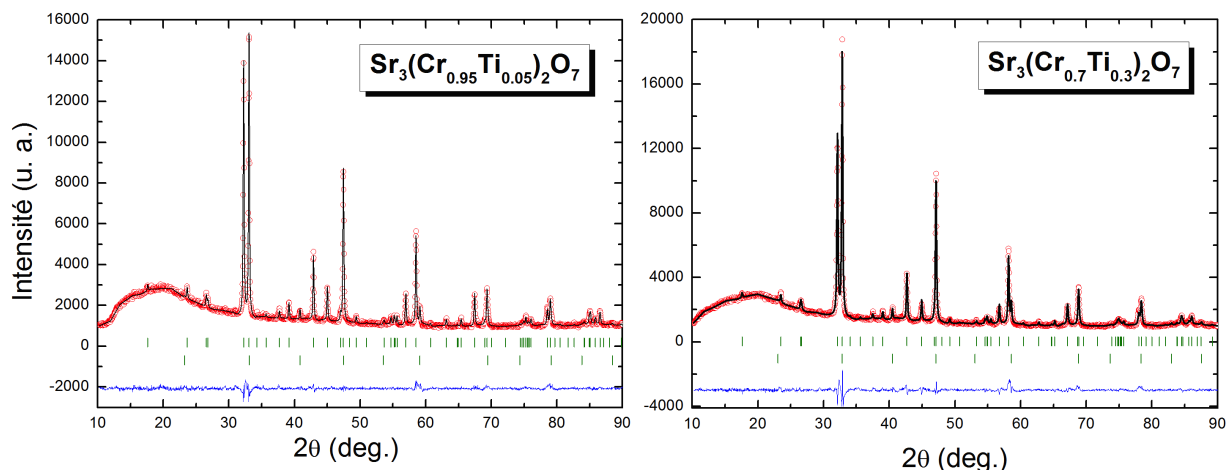 16000
14000
12000
10000
8000
6000
4000
2000
0
-2000
Intensité (u. a.)
Sr3(Cr0.95Ti0.05)2O7
10 20 30 40 50 60 70 80 90
2θ (deg.)
20000
16000
12000
8000
4000
0
-4000
Sr3(Cr0.7Ti0.3)2O7
10 20 30 40 50 60 70 80 90
2θ (deg.)